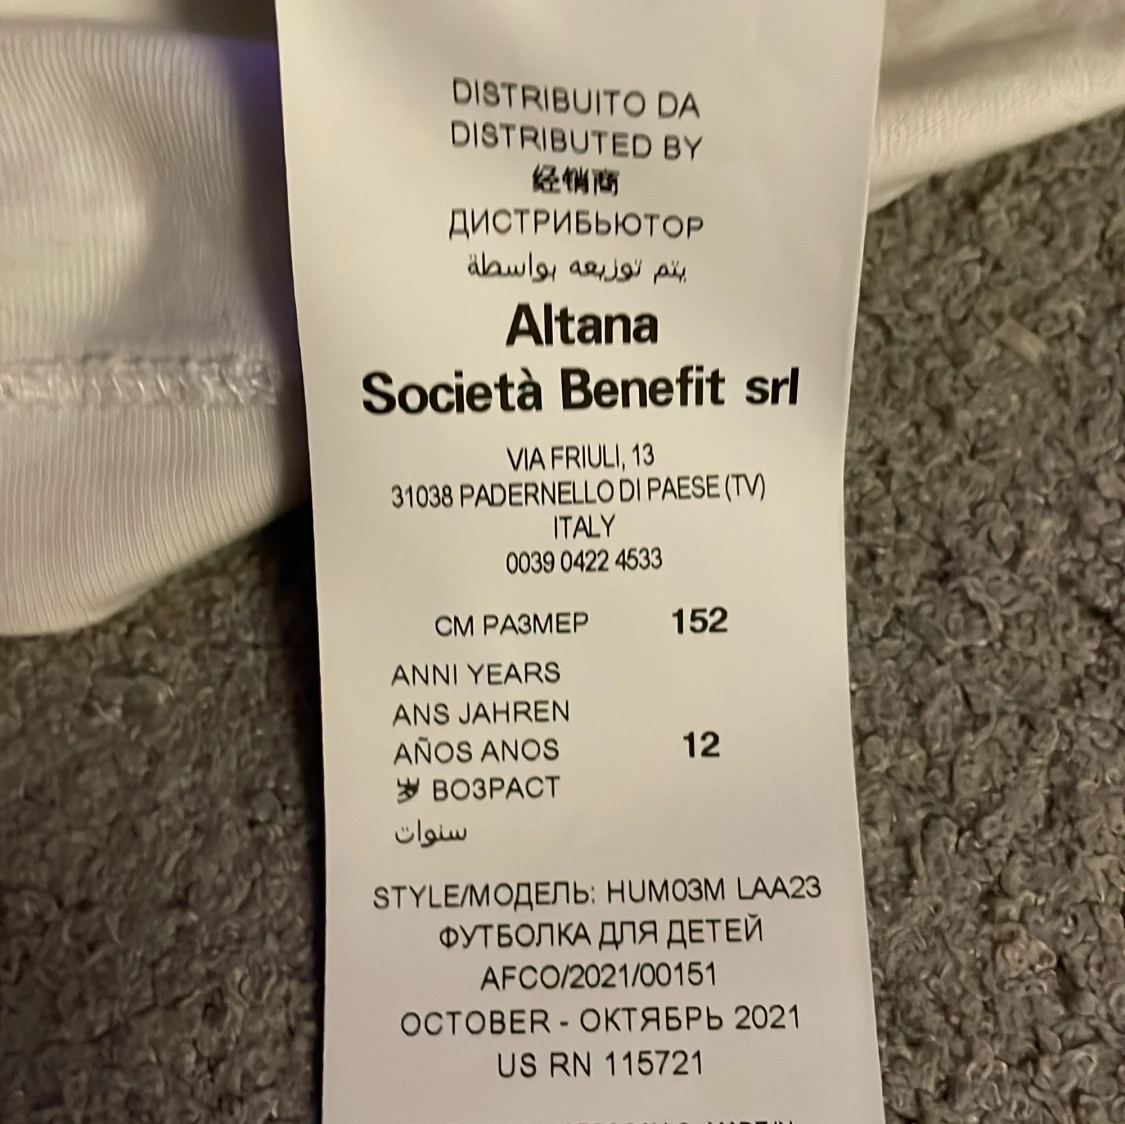 DISTRIBUITO DA
DISTRIBUTED BY
经销商
ДИСТРИБЬЮТОР
يتم توزيعه بواسطة
Altana
Società Benefit srl
VIA FRIULI, 13
31038 PADERNELLO DI PAESE (TV)
ITALY
0039 0422 4533
CM РАЗМЕР 152
ANNI YEARS
ANS JAHREN
AÑOS ANOS 12
岁 ВОЗРАСТ
سنوات
STYLE/МОДЕЛЬ: HUM03M LAA23
ФУТБОЛКА ДЛЯ ДЕТЕЙ
AFCO/2021/00151
OCTOBER - ОКТЯБРЬ 2021
US RN 115721